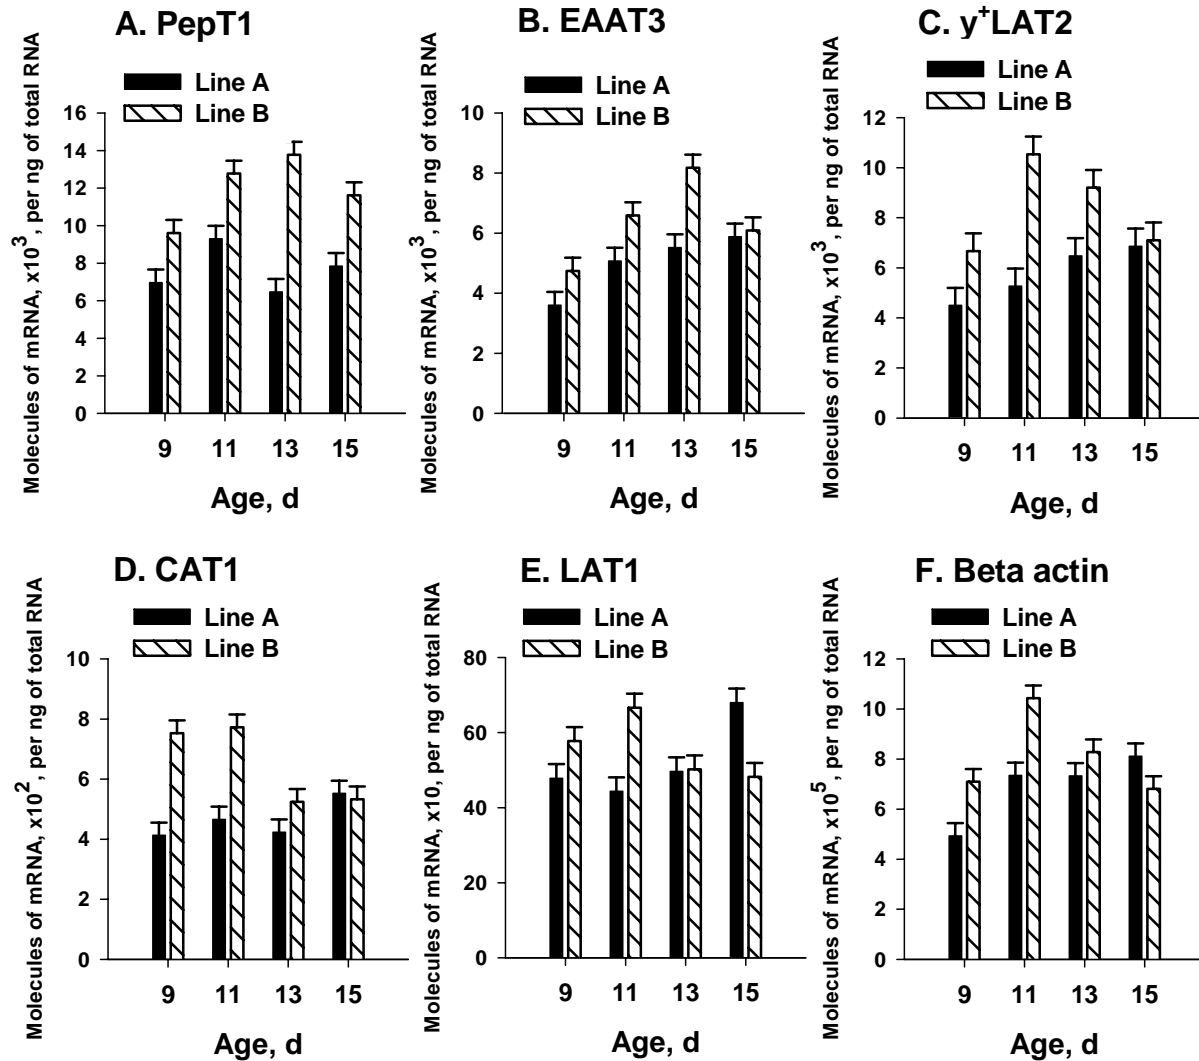 A. PepT1
Molecules of mRNA, x10³, per ng of total RNA
Line A
Line B
16
14
12
10
8
6
4
2
0
9 11 13 15
Age, d
B. EAAT3
Molecules of mRNA, x10³, per ng of total RNA
Line A
Line B
10
8
6
4
2
0
9 11 13 15
Age, d
C. y⁺LAT2
Molecules of mRNA, x10³, per ng of total RNA
Line A
Line B
12
10
8
6
4
2
0
9 11 13 15
Age, d
D. CAT1
Molecules of mRNA, x10², per ng of total RNA
Line A
Line B
10
8
6
4
2
0
9 11 13 15
Age, d
E. LAT1
Molecules of mRNA, x10, per ng of total RNA
Line A
Line B
80
60
40
20
0
9 11 13 15
Age, d
F. Beta actin
Molecules of mRNA, x10⁵, per ng of total RNA
Line A
Line B
12
10
8
6
4
2
0
9 11 13 15
Age, d